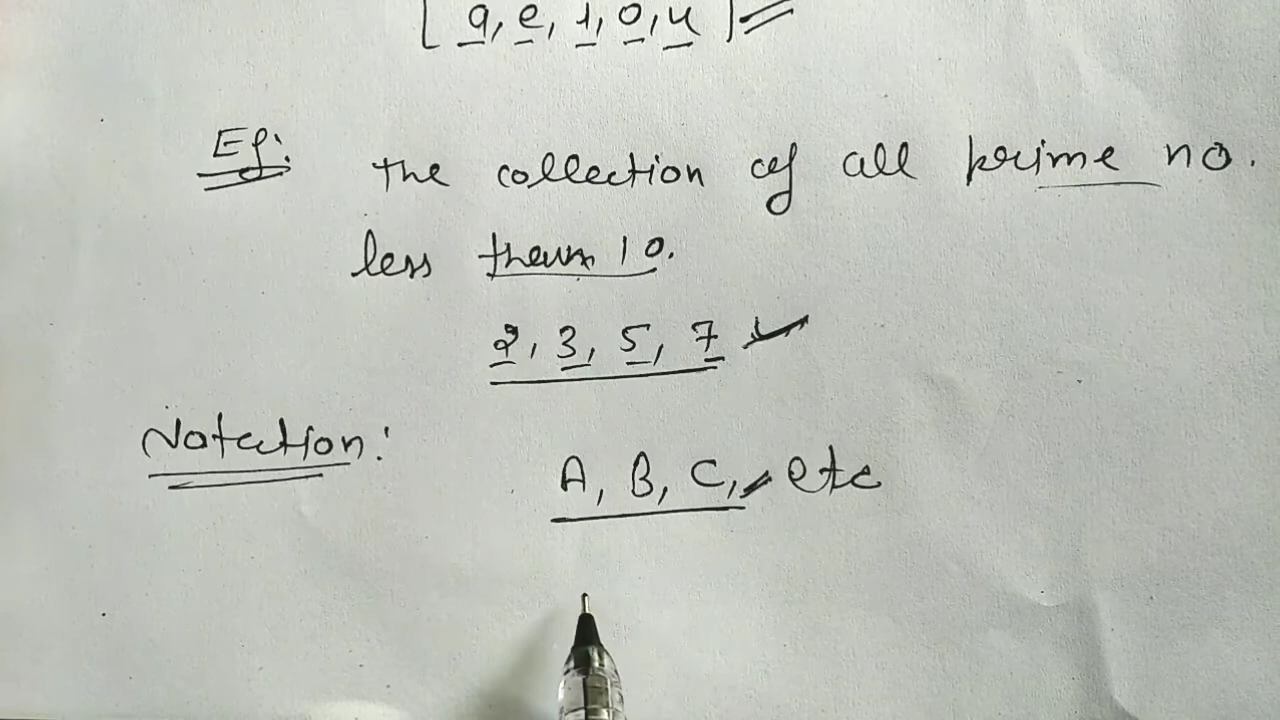 [a, e, i, o, u]
Eg: the collection of all prime no.
less than 10.
2, 3, 5, 7
Notation:
A, B, C, etc